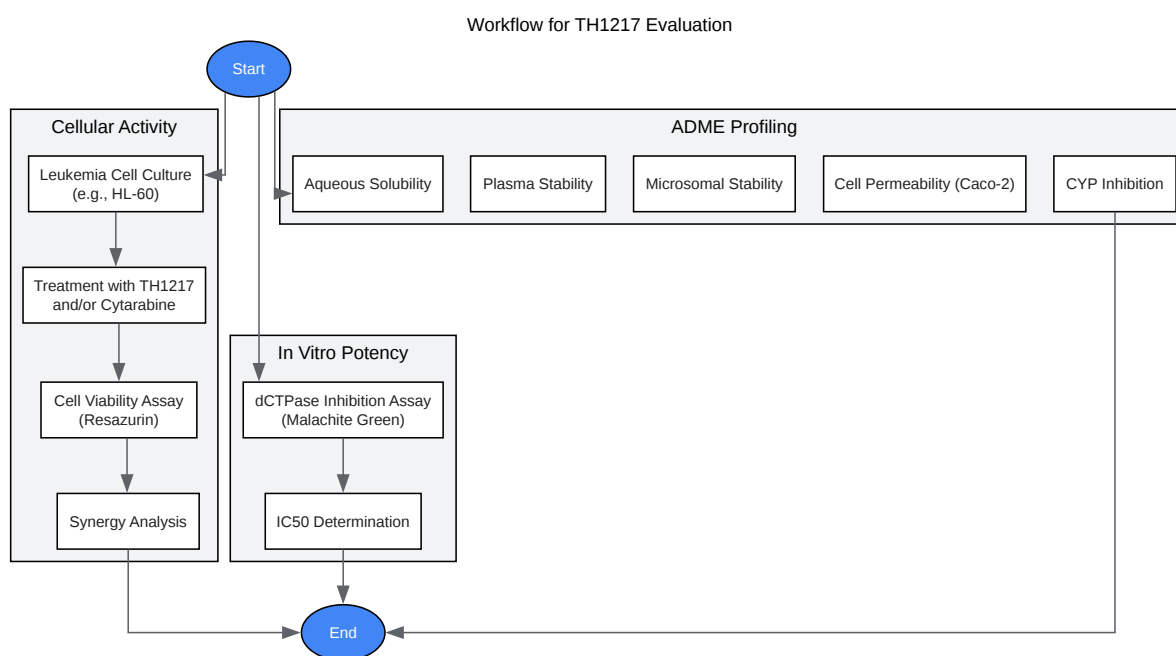 Workflow for TH1217 Evaluation
Start
Cellular Activity
Leukemia Cell Culture
(e.g., HL-60)
Treatment with TH1217
and/or Cytarabine
Cell Viability Assay
(Resazurin)
Synergy Analysis
In Vitro Potency
dCTPase Inhibition Assay
(Malachite Green)
IC50 Determination
ADME Profiling
Aqueous Solubility
Plasma Stability
Microsomal Stability
Cell Permeability (Caco-2)
CYP Inhibition
End